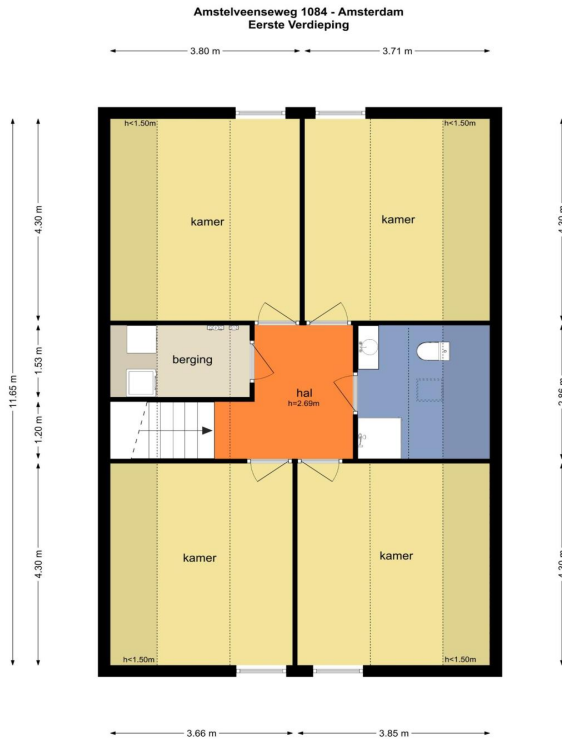 Amstelveenseweg 1084 - Amsterdam
Eerste Verdieping
3.80 m
3.71 m
h<1.50m
h<1.50m
4.30 m
kamer
kamer
11.65 m
1.53 m
berging
hal
h=2.69m
1.20 m
4.30 m
kamer
kamer
h<1.50m
h<1.50m
3.66 m
3.85 m